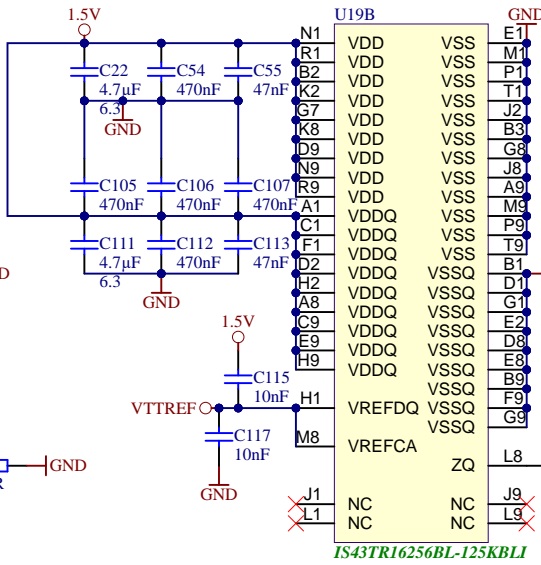 1.5V
U19B
GND
N1 VDD VSS E1
R1 VDD VSS M1
B2 VDD VSS P1
K2 VDD VSS T1
G7 VDD VSS J2
K8 VDD VSS B3
D9 VDD VSS G8
N9 VDD VSS J8
R9 VDD VSS A9
A1 VDDQ VSS M9
C1 VDDQ VSS P9
F1 VDDQ VSS T9
D2 VDDQ VSSQ B1
H2 VDDQ VSSQ D1
A8 VDDQ VSSQ G1
C9 VDDQ VSSQ E2
E9 VDDQ VSSQ D8
H9 VDDQ VSSQ E8
VSSQ B9
H1 VREFDQ VSSQ F9
VSSQ G9
M8 VREFCA
ZQ L8
J1 NC NC J9
L1 NC NC L9
IS43TR16256BL-125KBLI
C22 C54 C55
4.7µF 470nF 47nF
6.3
GND
C105 C106 C107
470nF 470nF 470nF
C111 C112 C113
4.7µF 470nF 47nF
6.3
GND
D
1.5V
C115
10nF
VTTREF
C117
10nF
GND
GND
R